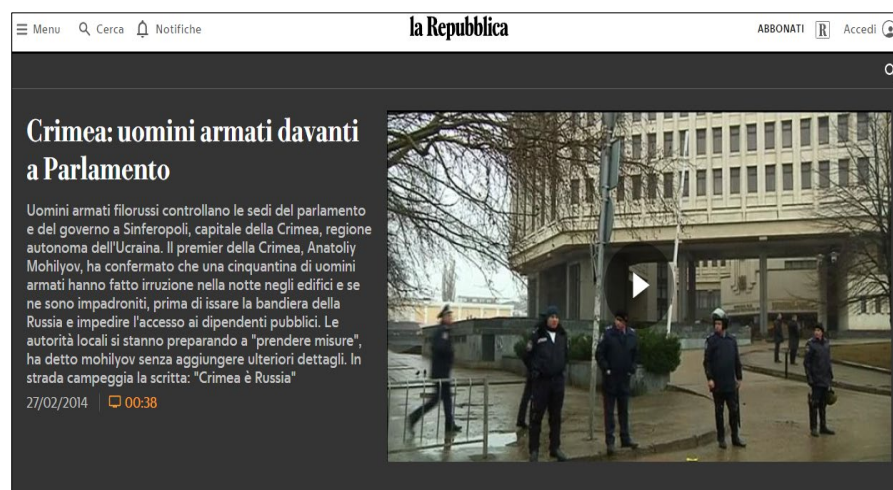 Menu Cerca Notifiche la Repubblica ABBONATI R Accedi
Crimea: uomini armati davanti
a Parlamento
Uomini armati filorussi controllano le sedi del parlamento
e del governo a Sinferopoli, capitale della Crimea, regione
autonoma dell'Ucraina. Il premier della Crimea, Anatoliy
Mohilyov, ha confermato che una cinquantina di uomini
armati hanno fatto irruzione nella notte negli edifici e se
ne sono impadroniti, prima di issare la bandiera della
Russia e impedire l'accesso ai dipendenti pubblici. Le
autorità locali si stanno preparando a "prendere misure",
ha detto mohilyov senza aggiungere ulteriori dettagli. In
strada campeggia la scritta: "Crimea è Russia"
27/02/2014 00:38